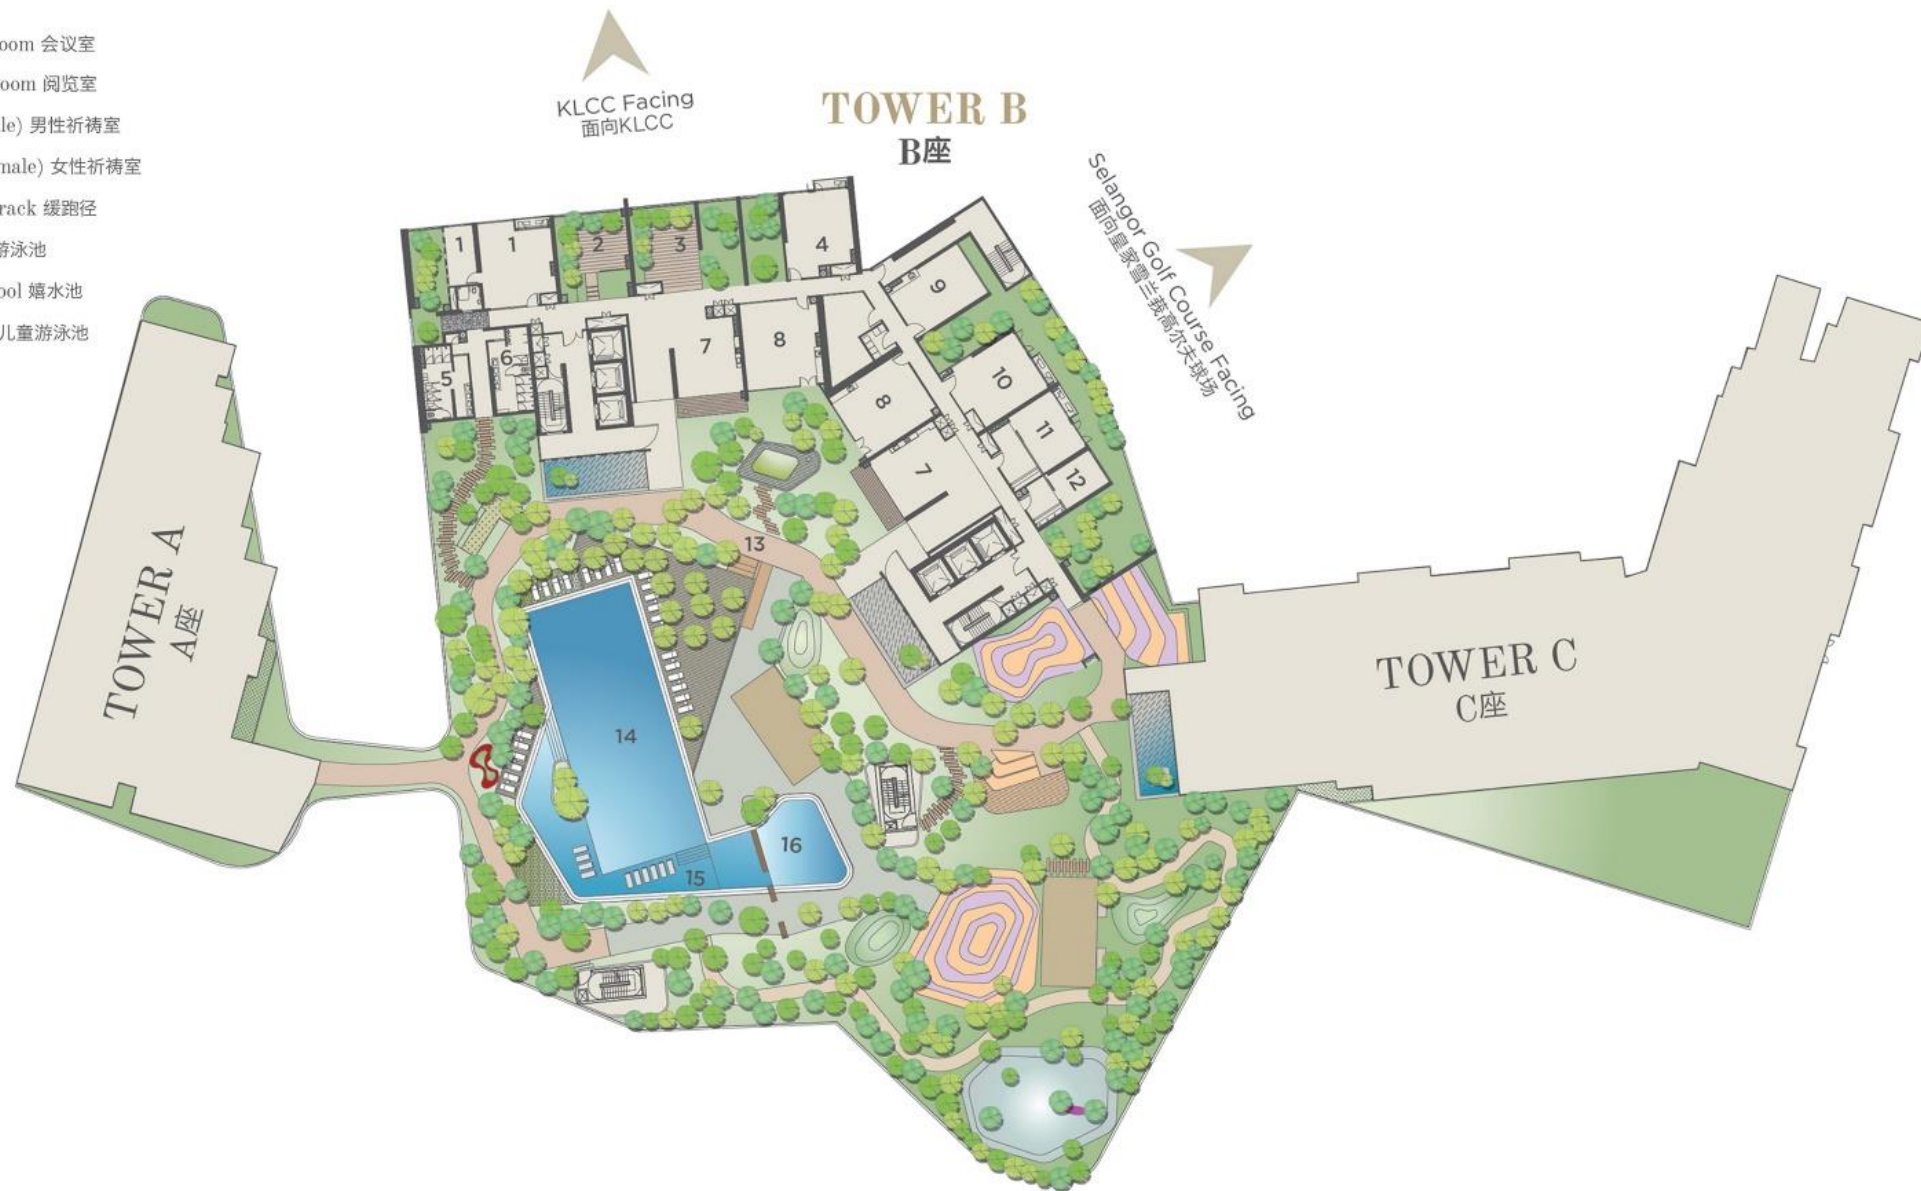 oom 会议室
oom 阅览室
le) 男性祈祷室
male) 女性祈祷室
rack 缓跑径
游泳池
ool 嬉水池
儿童游泳池
KLCC Facing
面向KLCC
TOWER B
B座
Selangor Golf Course Facing
面向皇家雪兰莪高尔夫球场
1
1
2
3
4
5
6
7
8
9
8
10
7
11
12
13
14
15
16
TOWER A
A座
TOWER C
C座